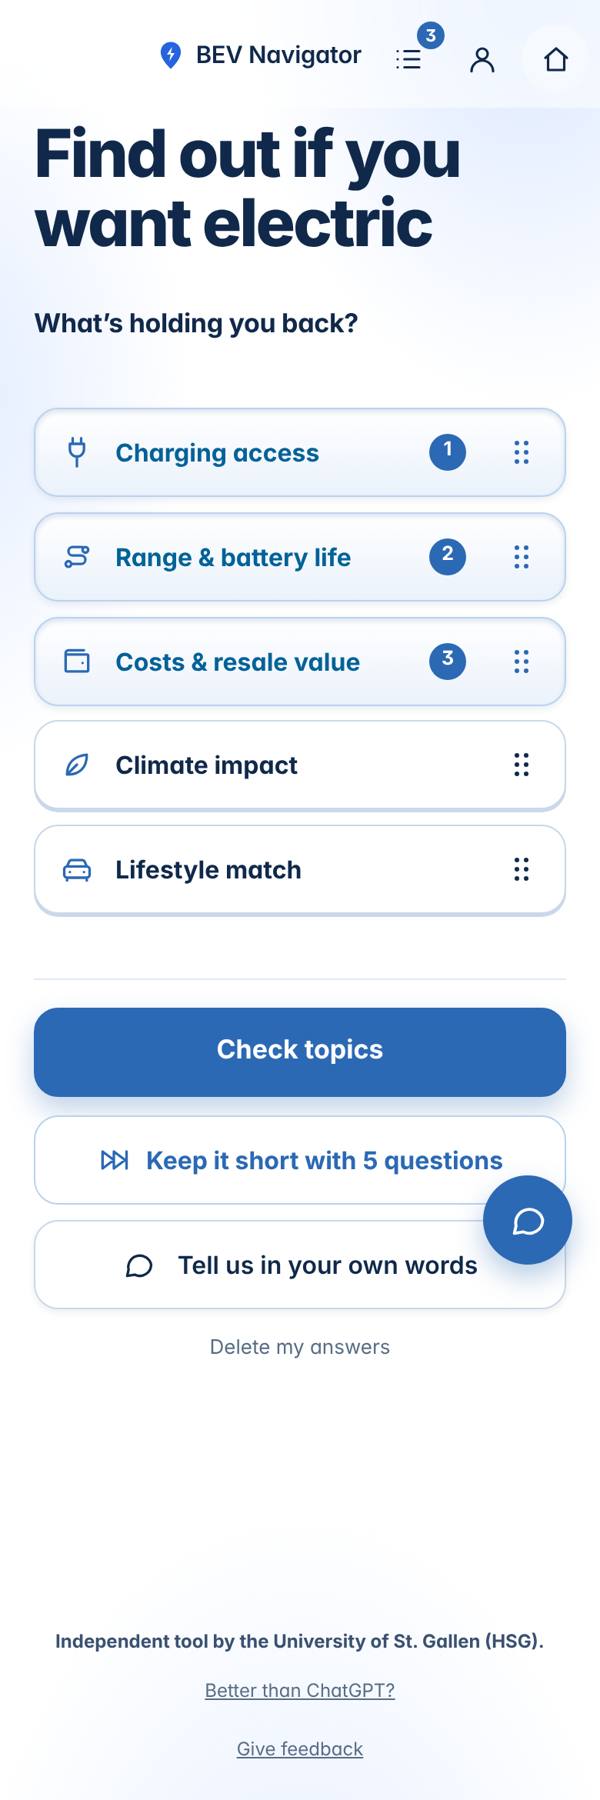 BEV Navigator
3
Find out if you
want electric
What’s holding you back?
Charging access 1
Range & battery life 2
Costs & resale value 3
Climate impact
Lifestyle match
Check topics
Keep it short with 5 questions
Tell us in your own words
Delete my answers
Independent tool by the University of St. Gallen (HSG).
Better than ChatGPT?
Give feedback